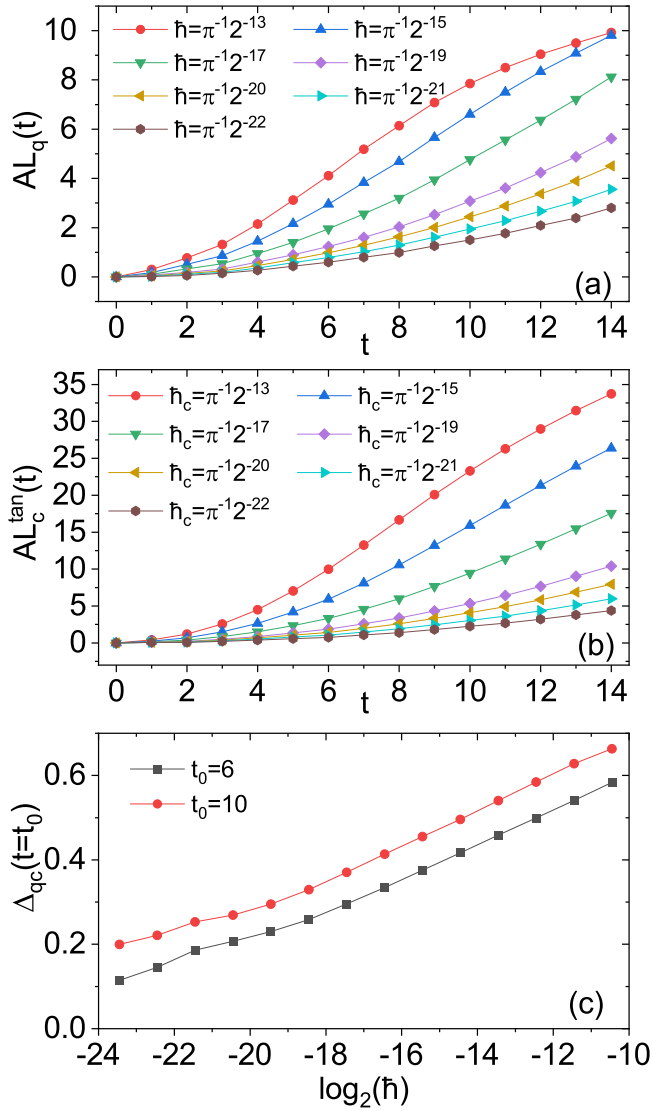 AL_q(t)
10
8
6
4
2
0
ħ=π⁻¹2⁻¹³ ħ=π⁻¹2⁻¹⁵
ħ=π⁻¹2⁻¹⁷ ħ=π⁻¹2⁻¹⁹
ħ=π⁻¹2⁻²⁰ ħ=π⁻¹2⁻²¹
ħ=π⁻¹2⁻²²
(a)
0 2 4 6 8 10 12 14
t
AL_c^tan(t)
35
30
25
20
15
10
5
0
ħ_c=π⁻¹2⁻¹³ ħ_c=π⁻¹2⁻¹⁵
ħ_c=π⁻¹2⁻¹⁷ ħ_c=π⁻¹2⁻¹⁹
ħ_c=π⁻¹2⁻²⁰ ħ_c=π⁻¹2⁻²¹
ħ_c=π⁻¹2⁻²²
(b)
0 2 4 6 8 10 12 14
t
Δ_qc(t=t₀)
0.6
0.4
0.2
0.0
t₀=6
t₀=10
(c)
-24 -22 -20 -18 -16 -14 -12 -10
log₂(ħ)